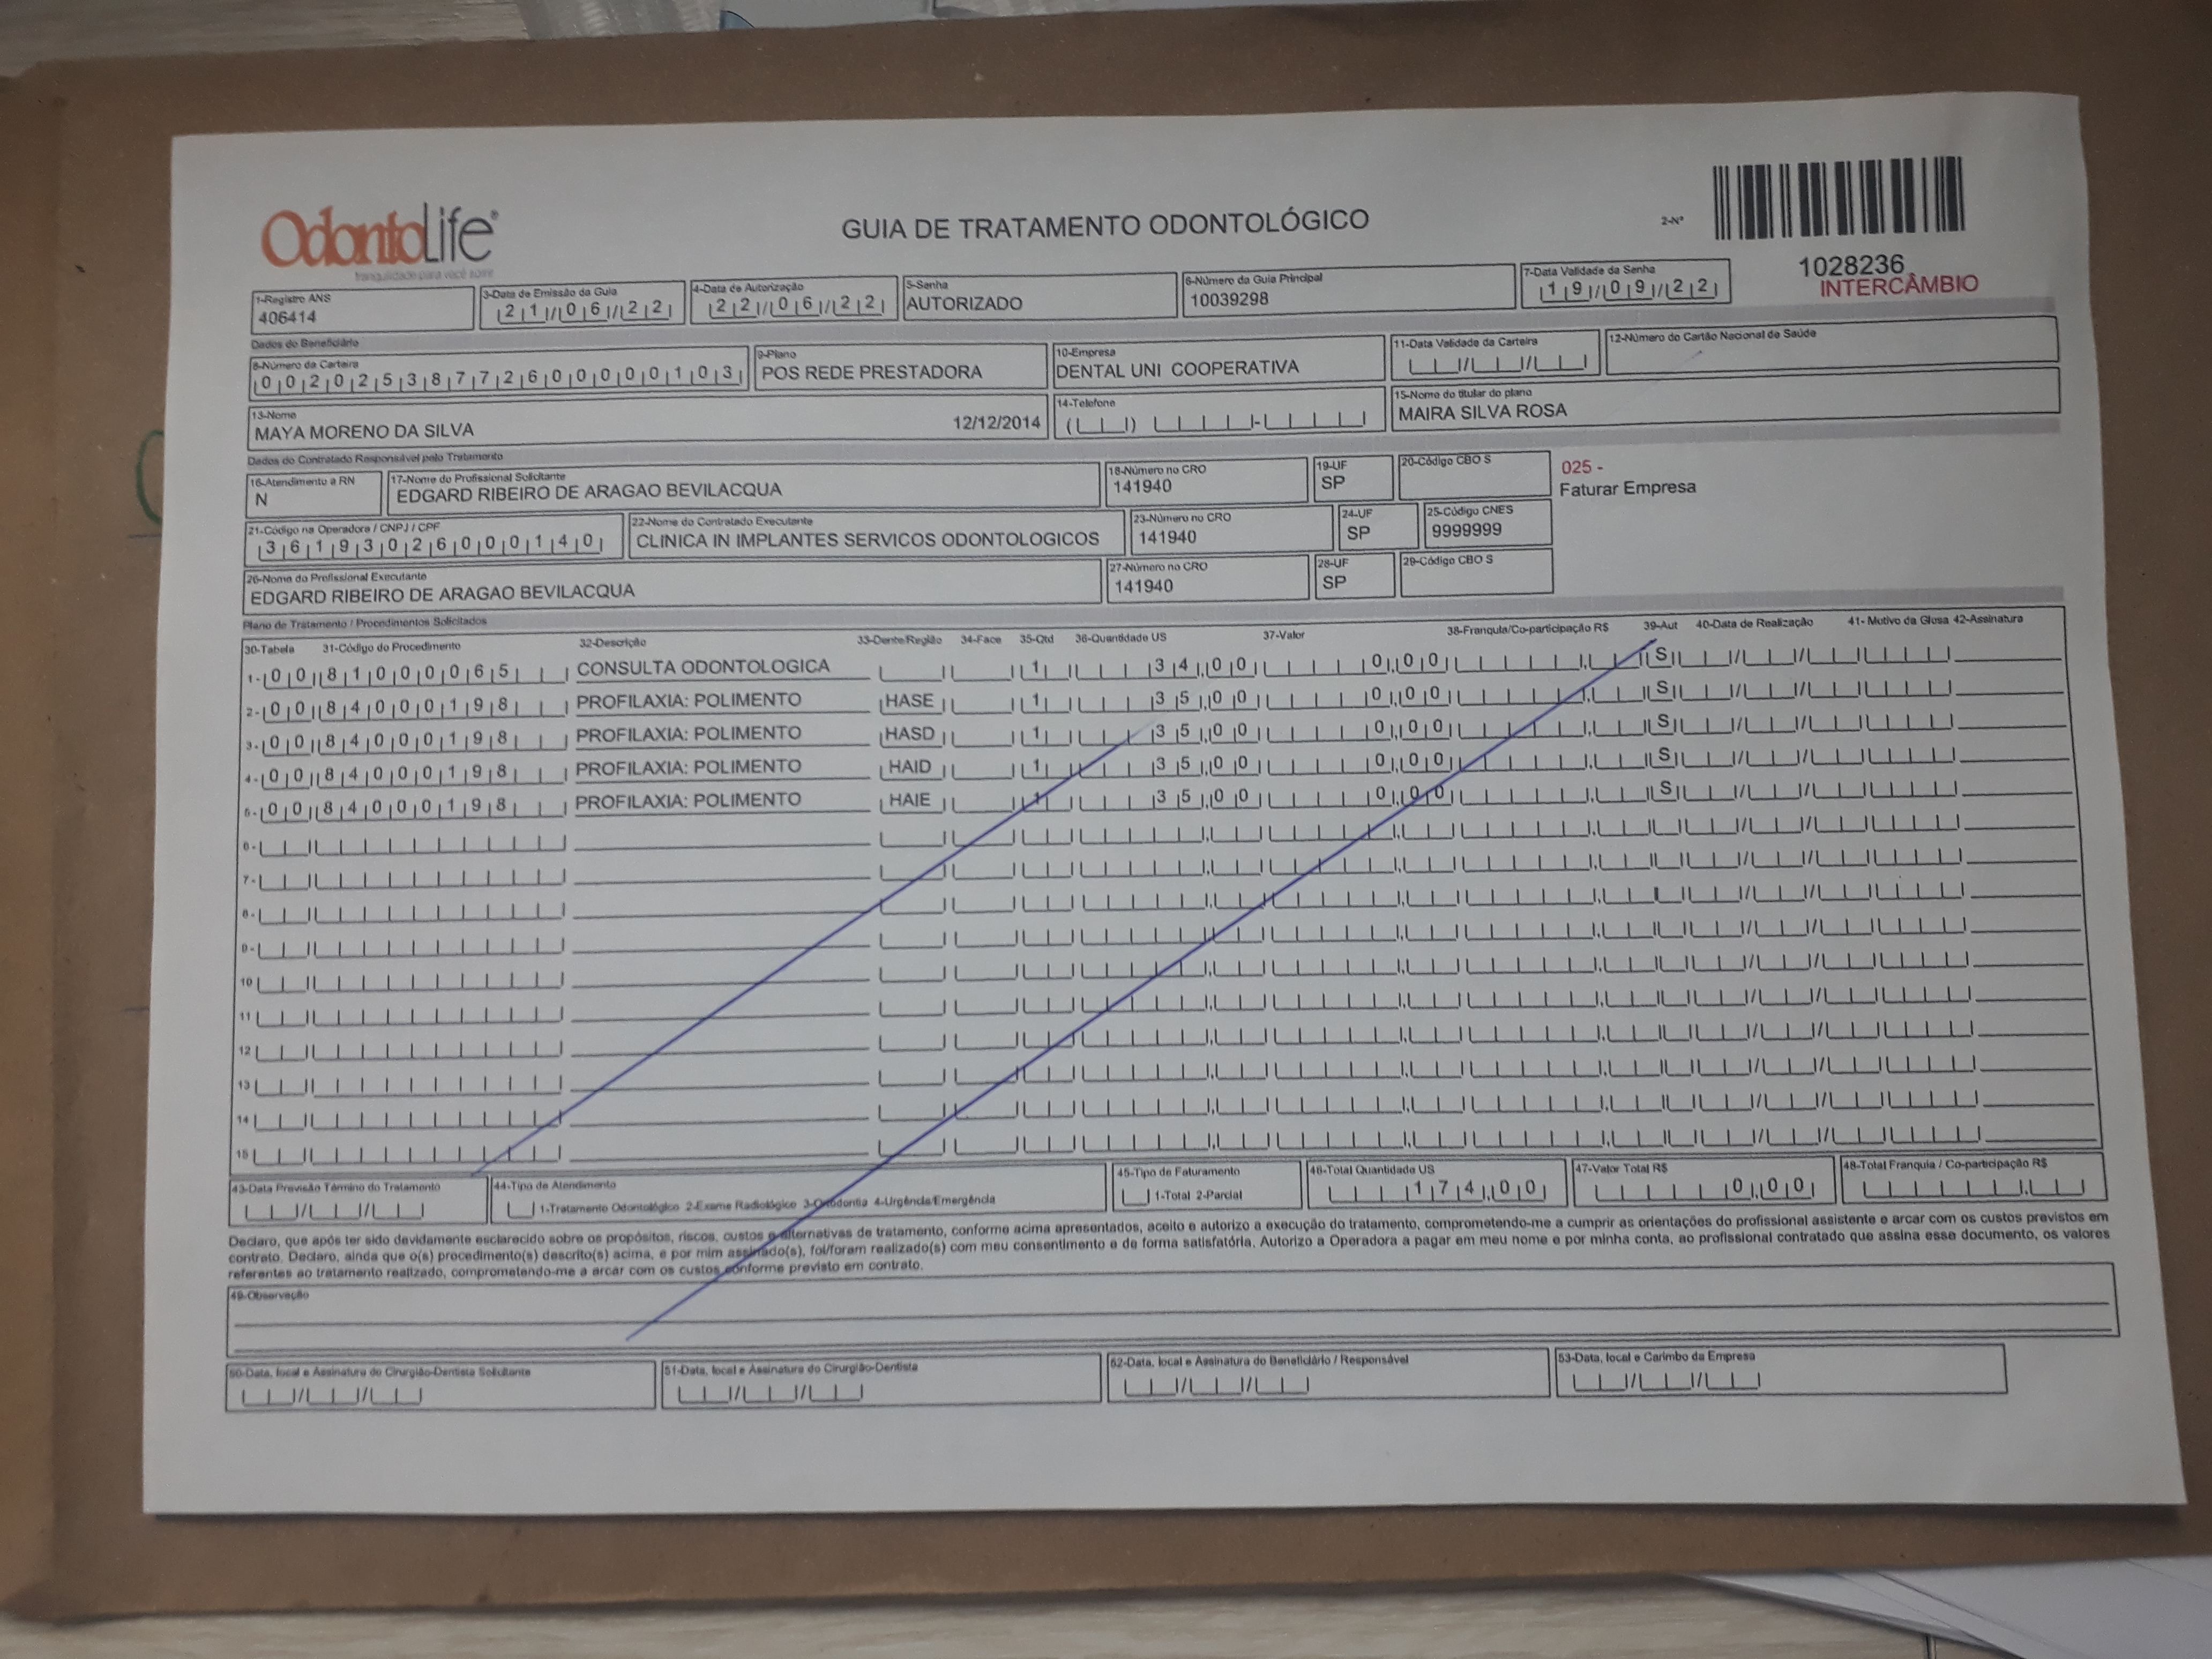 OdontoLife®
tranquilidade para você sorrir
GUIA DE TRATAMENTO ODONTOLÓGICO
2-Nº
1028236
INTERCÂMBIO
1-Registro ANS
406414
3-Data de Emissão da Guia
21/06/22
4-Data de Autorização
22/06/22
5-Senha
AUTORIZADO
6-Número da Guia Principal
10039298
7-Data Validade da Senha
19/09/22
Dados do Beneficiário
8-Número da Carteira
00202538772600000103
9-Plano
POS REDE PRESTADORA
10-Empresa
DENTAL UNI COOPERATIVA
11-Data Validade da Carteira
12-Número do Cartão Nacional de Saúde
13-Nome
MAYA MORENO DA SILVA 12/12/2014
14-Telefone
15-Nome do titular do plano
MAIRA SILVA ROSA
Dados do Contratado Responsável pelo Tratamento
16-Atendimento a RN
N
17-Nome do Profissional Solicitante
EDGARD RIBEIRO DE ARAGAO BEVILACQUA
18-Número no CRO
141940
19-UF
SP
20-Código CBO S
025 -
Faturar Empresa
21-Código na Operadora / CNPJ / CPF
36193026000140
22-Nome do Contratado Executante
CLINICA IN IMPLANTES SERVICOS ODONTOLOGICOS
23-Número no CRO
141940
24-UF
SP
25-Código CNES
9999999
26-Nome do Profissional Executante
EDGARD RIBEIRO DE ARAGAO BEVILACQUA
27-Número no CRO
141940
28-UF
SP
29-Código CBO S
Plano de Tratamento / Procedimentos Solicitados
30-Tabela 31-Código do Procedimento 32-Descrição 33-Dente/Região 34-Face 35-Qtd 36-Quantidade US 37-Valor 38-Franquia/Co-participação R$ 39-Aut 40-Data de Realização 41- Motivo da Glosa 42-Assinatura
1- 00 81000065 CONSULTA ODONTOLOGICA 1 34,00 0,00 S
2- 00 84000198 PROFILAXIA: POLIMENTO HASE 1 35,00 0,00 S
3- 00 84000198 PROFILAXIA: POLIMENTO HASD 1 35,00 0,00 S
4- 00 84000198 PROFILAXIA: POLIMENTO HAID 1 35,00 0,00 S
5- 00 84000198 PROFILAXIA: POLIMENTO HAIE 1 35,00 0,00 S
6-
7-
8-
9-
10
11
12
13
14
15
43-Data Previsão Término do Tratamento
44-Tipo de Atendimento
1-Tratamento Odontológico 2-Exame Radiológico 3-Ortodontia 4-Urgência/Emergência
45-Tipo de Faturamento
1-Total 2-Parcial
46-Total Quantidade US
174,00
47-Valor Total R$
0,00
48-Total Franquia / Co-participação R$
Declaro, que após ter sido devidamente esclarecido sobre os propósitos, riscos, custos e alternativas de tratamento, conforme acima apresentados, aceito e autorizo a execução do tratamento, comprometendo-me a cumprir as orientações do profissional assistente e arcar com os custos previstos em
contrato. Declaro, ainda que o(s) procedimento(s) descrito(s) acima, e por mim assinado(s), foi/foram realizado(s) com meu consentimento e de forma satisfatória. Autorizo a Operadora a pagar em meu nome e por minha conta, ao profissional contratado que assina esse documento, os valores
referentes ao tratamento realizado, comprometendo-me a arcar com os custos conforme previsto em contrato.
49-Observação
50-Data, local e Assinatura do Cirurgião-Dentista Solicitante
51-Data, local e Assinatura do Cirurgião-Dentista
52-Data, local e Assinatura do Beneficiário / Responsável
53-Data, local e Carimbo da Empresa